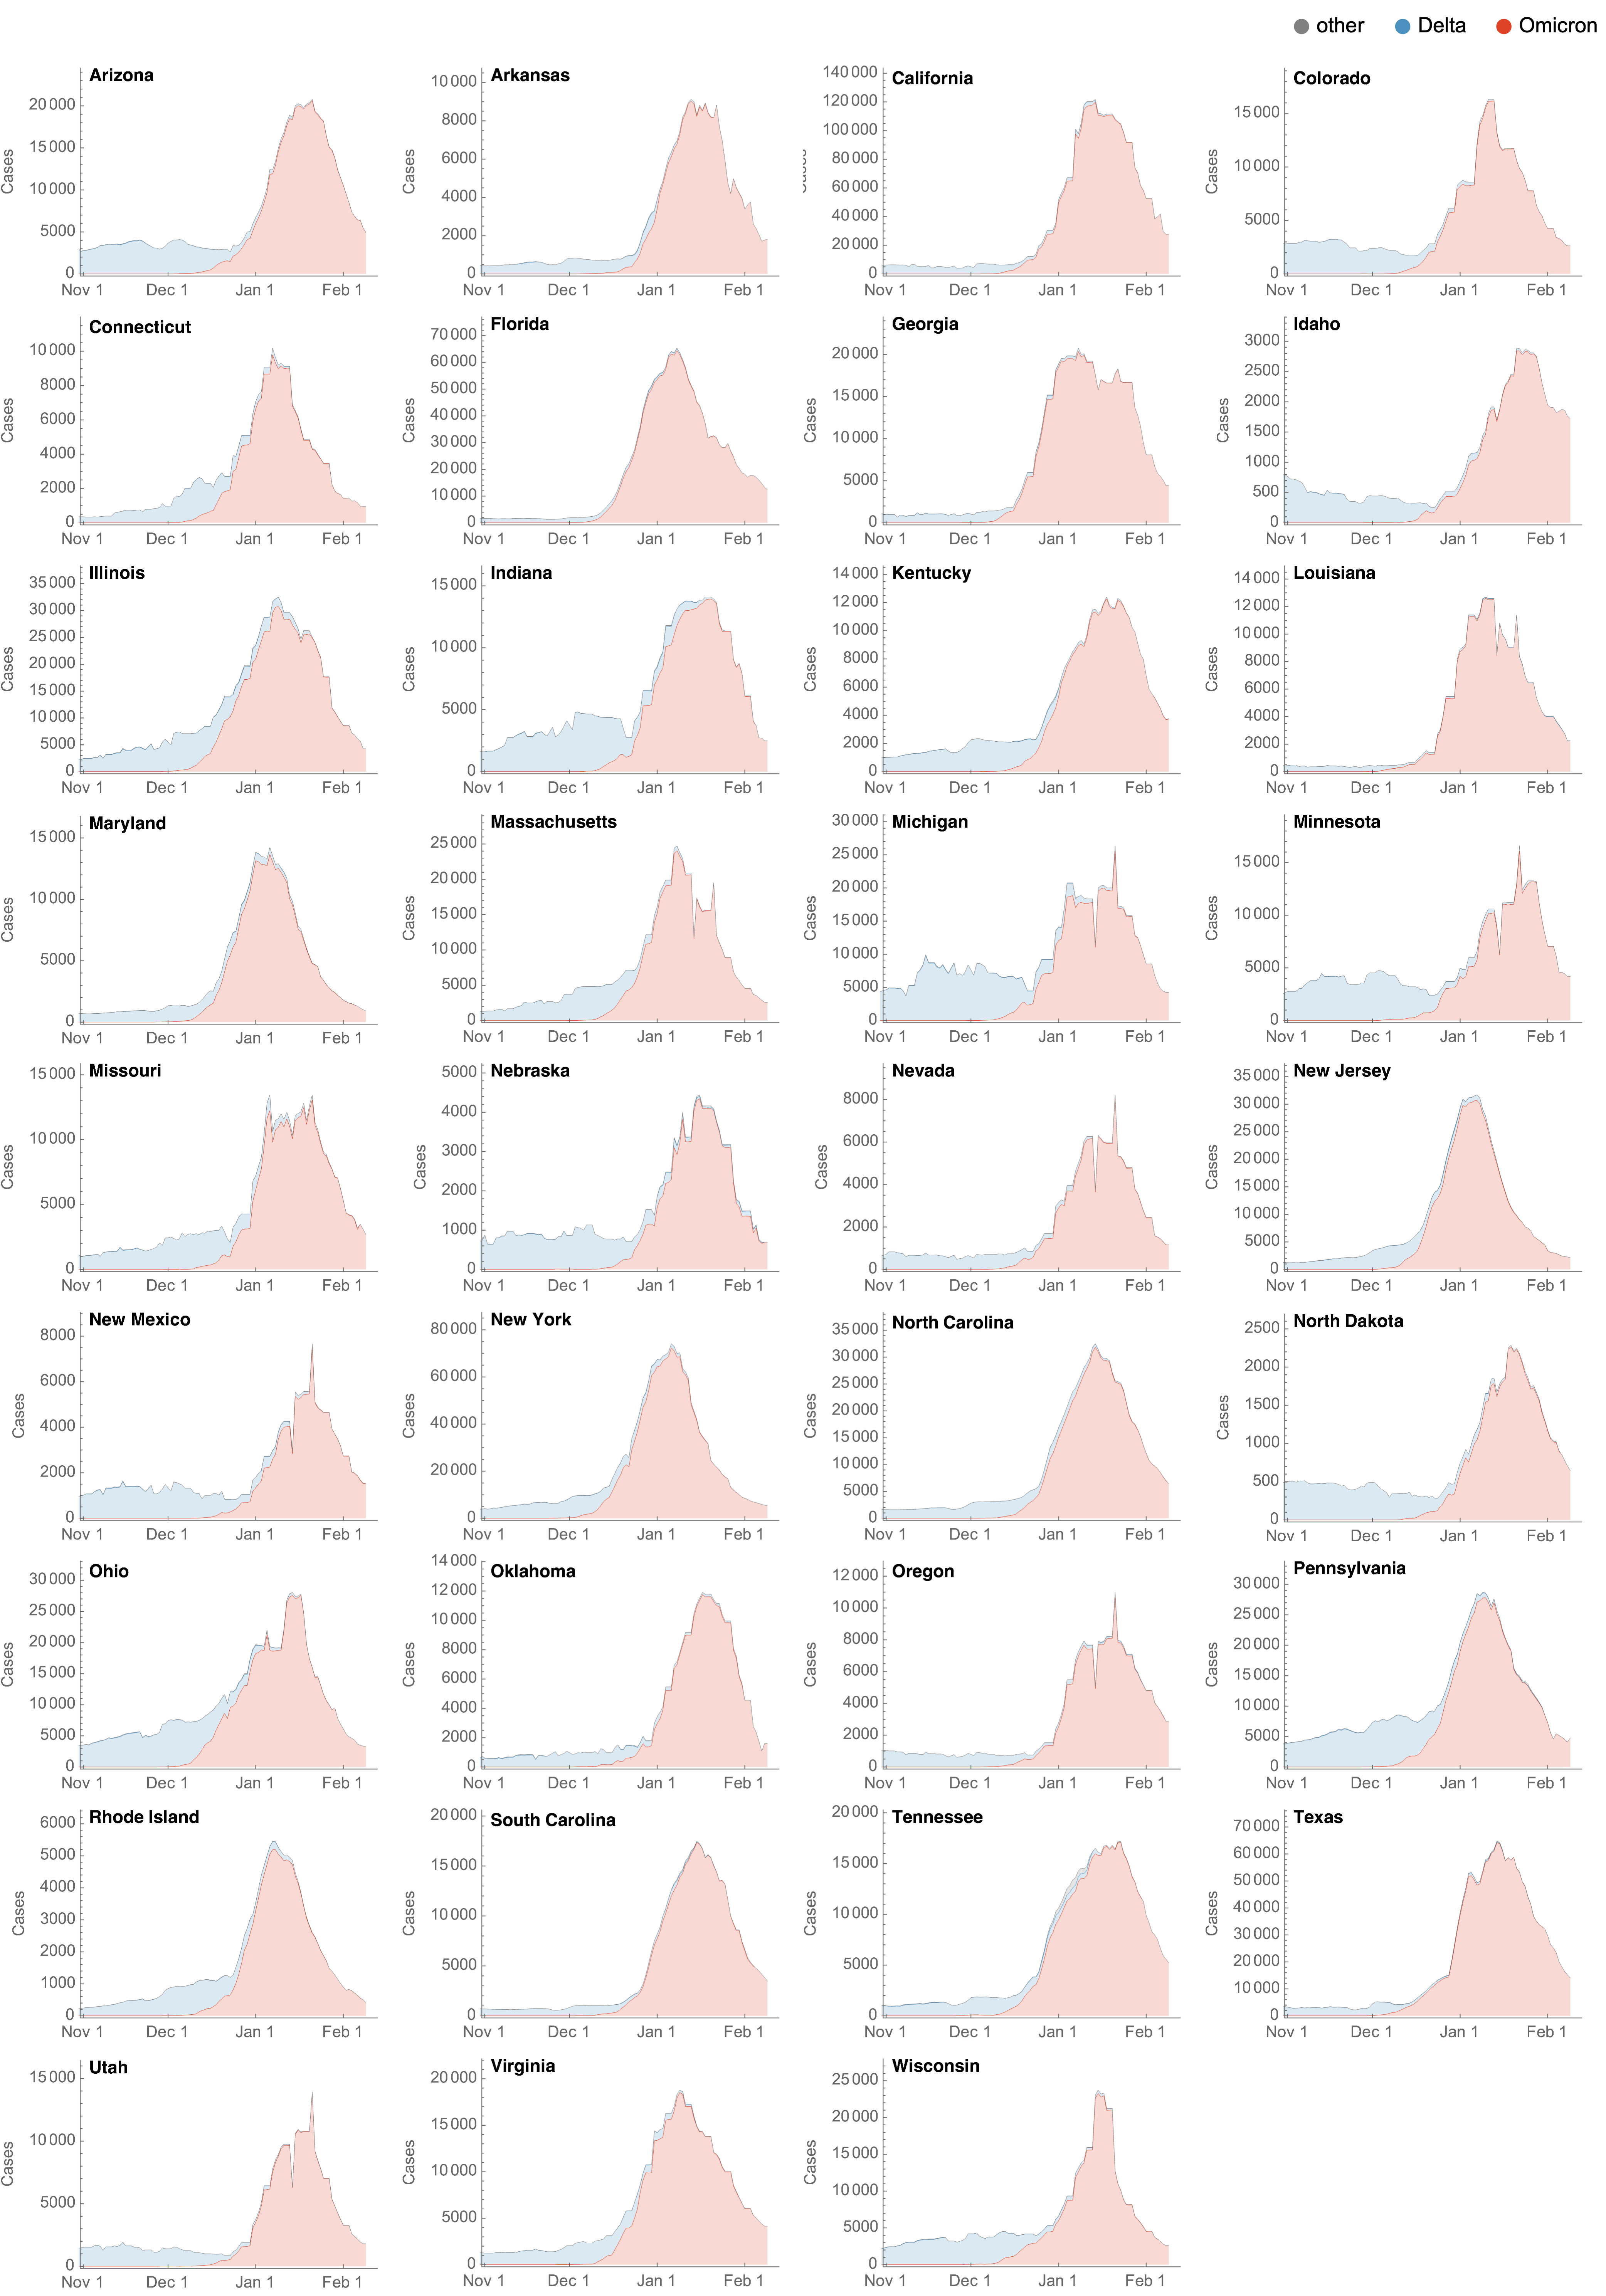 other Delta Omicron
Arizona
20 000
15 000
10 000
5000
0
Cases
Nov 1 Dec 1 Jan 1 Feb 1
Arkansas
10 000
8000
6000
4000
2000
0
Cases
Nov 1 Dec 1 Jan 1 Feb 1
California
140 000
120 000
100 000
80 000
60 000
40 000
20 000
0
Nov 1 Dec 1 Jan 1 Feb 1
Colorado
15 000
10 000
5000
0
Cases
Nov 1 Dec 1 Jan 1 Feb 1
Connecticut
10 000
8000
6000
4000
2000
0
Cases
Nov 1 Dec 1 Jan 1 Feb 1
Florida
70 000
60 000
50 000
40 000
30 000
20 000
10 000
0
Cases
Nov 1 Dec 1 Jan 1 Feb 1
Georgia
20 000
15 000
10 000
5000
0
Cases
Nov 1 Dec 1 Jan 1 Feb 1
Idaho
3000
2500
2000
1500
1000
500
0
Cases
Nov 1 Dec 1 Jan 1 Feb 1
Illinois
35 000
30 000
25 000
20 000
15 000
10 000
5000
0
Cases
Nov 1 Dec 1 Jan 1 Feb 1
Indiana
15 000
10 000
5000
0
Cases
Nov 1 Dec 1 Jan 1 Feb 1
Kentucky
14 000
12 000
10 000
8000
6000
4000
2000
0
Cases
Nov 1 Dec 1 Jan 1 Feb 1
Louisiana
14 000
12 000
10 000
8000
6000
4000
2000
0
Cases
Nov 1 Dec 1 Jan 1 Feb 1
Maryland
15 000
10 000
5000
0
Cases
Nov 1 Dec 1 Jan 1 Feb 1
Massachusetts
25 000
20 000
15 000
10 000
5000
0
Cases
Nov 1 Dec 1 Jan 1 Feb 1
Michigan
30 000
25 000
20 000
15 000
10 000
5000
0
Cases
Nov 1 Dec 1 Jan 1 Feb 1
Minnesota
15 000
10 000
5000
0
Cases
Nov 1 Dec 1 Jan 1 Feb 1
Missouri
15 000
10 000
5000
0
Cases
Nov 1 Dec 1 Jan 1 Feb 1
Nebraska
5000
4000
3000
2000
1000
0
Cases
Nov 1 Dec 1 Jan 1 Feb 1
Nevada
8000
6000
4000
2000
0
Cases
Nov 1 Dec 1 Jan 1 Feb 1
New Jersey
35 000
30 000
25 000
20 000
15 000
10 000
5000
0
Cases
Nov 1 Dec 1 Jan 1 Feb 1
New Mexico
8000
6000
4000
2000
0
Cases
Nov 1 Dec 1 Jan 1 Feb 1
New York
80 000
60 000
40 000
20 000
0
Cases
Nov 1 Dec 1 Jan 1 Feb 1
North Carolina
35 000
30 000
25 000
20 000
15 000
10 000
5000
0
Cases
Nov 1 Dec 1 Jan 1 Feb 1
North Dakota
2500
2000
1500
1000
500
0
Cases
Nov 1 Dec 1 Jan 1 Feb 1
Ohio
30 000
25 000
20 000
15 000
10 000
5000
0
Cases
Nov 1 Dec 1 Jan 1 Feb 1
Oklahoma
14 000
12 000
10 000
8000
6000
4000
2000
0
Cases
Nov 1 Dec 1 Jan 1 Feb 1
Oregon
12 000
10 000
8000
6000
4000
2000
0
Cases
Nov 1 Dec 1 Jan 1 Feb 1
Pennsylvania
30 000
25 000
20 000
15 000
10 000
5000
0
Cases
Nov 1 Dec 1 Jan 1 Feb 1
Rhode Island
6000
5000
4000
3000
2000
1000
0
Cases
Nov 1 Dec 1 Jan 1 Feb 1
South Carolina
20 000
15 000
10 000
5000
0
Cases
Nov 1 Dec 1 Jan 1 Feb 1
Tennessee
20 000
15 000
10 000
5000
0
Cases
Nov 1 Dec 1 Jan 1 Feb 1
Texas
70 000
60 000
50 000
40 000
30 000
20 000
10 000
0
Cases
Nov 1 Dec 1 Jan 1 Feb 1
Utah
15 000
10 000
5000
0
Cases
Nov 1 Dec 1 Jan 1 Feb 1
Virginia
20 000
15 000
10 000
5000
0
Cases
Nov 1 Dec 1 Jan 1 Feb 1
Wisconsin
25 000
20 000
15 000
10 000
5000
0
Cases
Nov 1 Dec 1 Jan 1 Feb 1